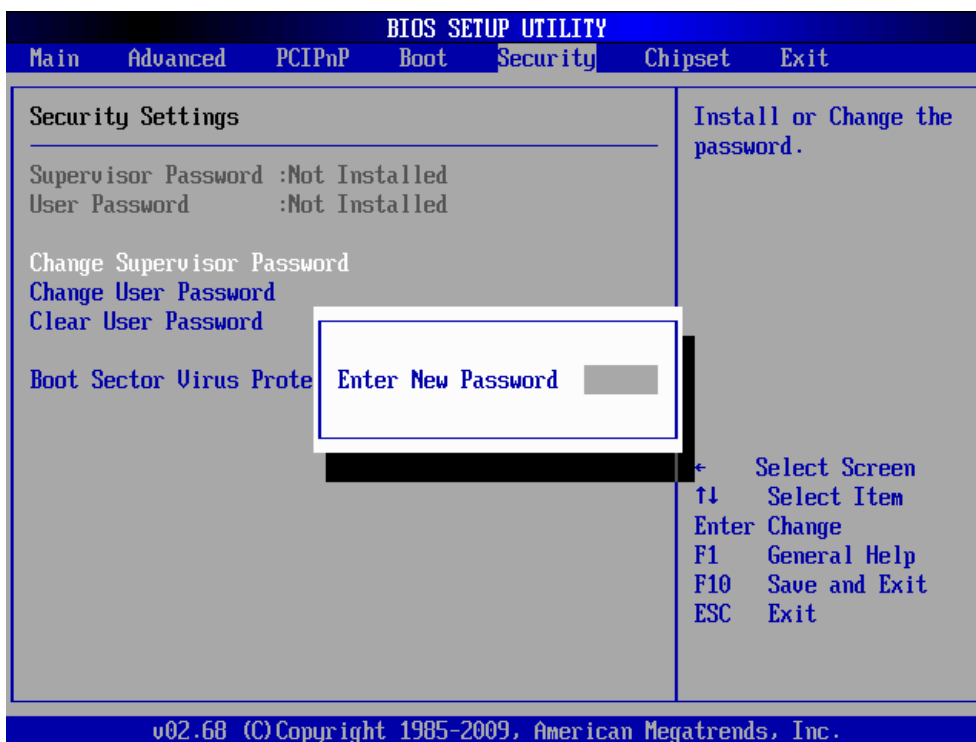 BIOS SETUP UTILITY
Main Advanced PCIPnP Boot Security Chipset Exit
Security Settings
Supervisor Password :Not Installed
User Password :Not Installed
Change Supervisor Password
Change User Password
Clear User Password
Boot Sector Virus Prote
Enter New Password
Install or Change the
password.
← Select Screen
↑↓ Select Item
Enter Change
F1 General Help
F10 Save and Exit
ESC Exit
v02.68 (C)Copyright 1985-2009, American Megatrends, Inc.